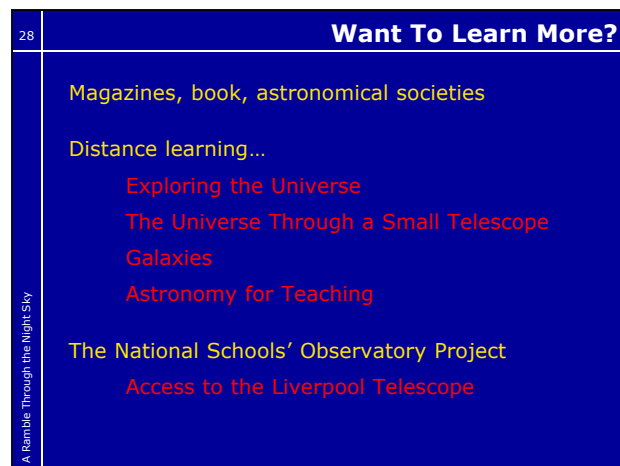 28
Want To Learn More?
Magazines, book, astronomical societies
Distance learning…
Exploring the Universe
The Universe Through a Small Telescope
Galaxies
Astronomy for Teaching
The National Schools’ Observatory Project
Access to the Liverpool Telescope
A Ramble Through the Night Sky